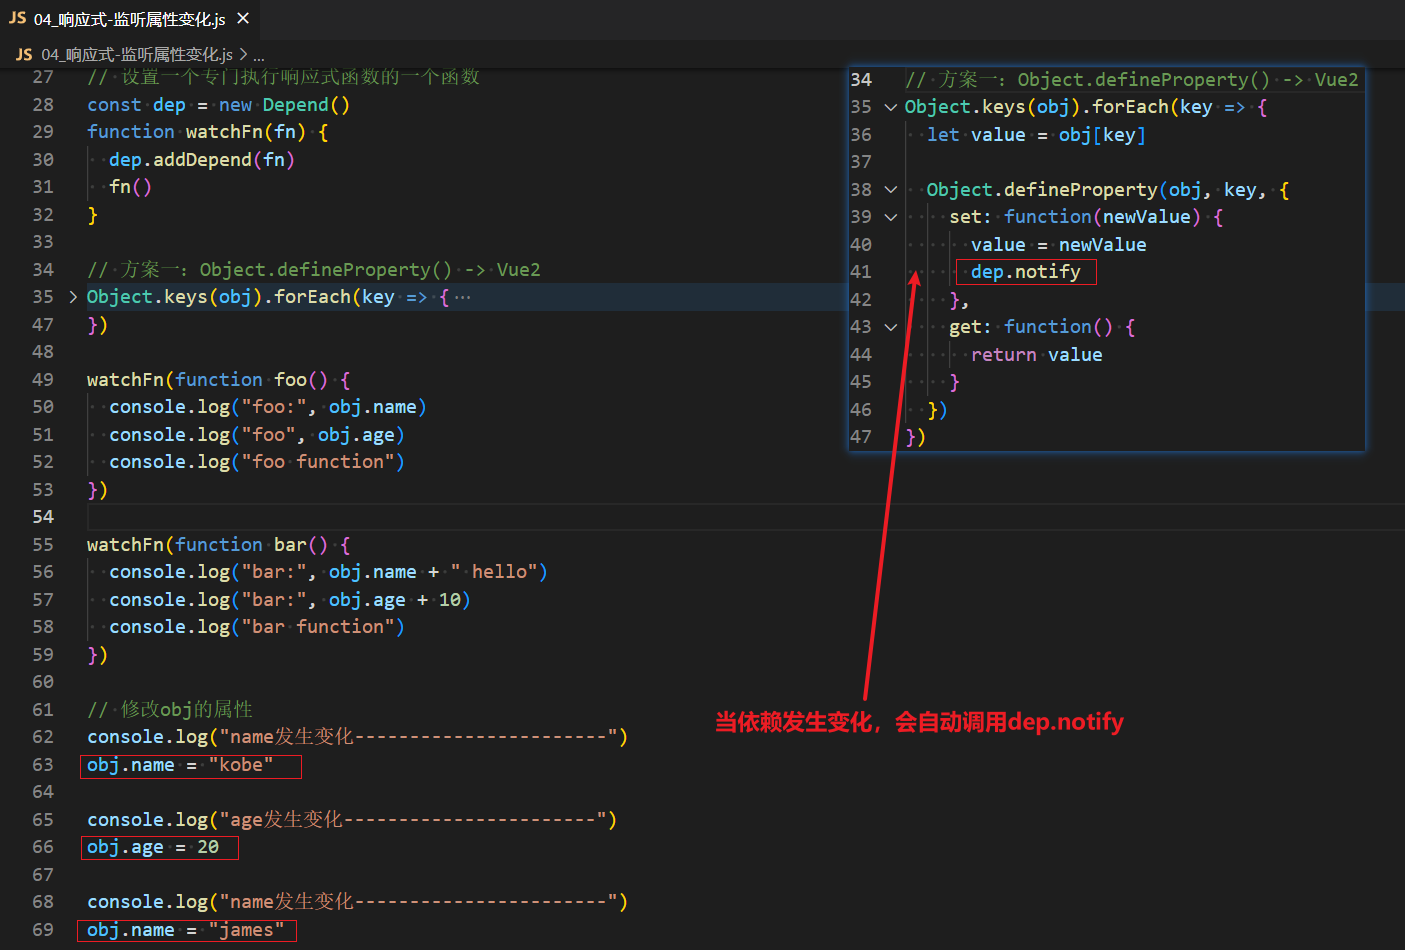 JS 04_响应式-监听属性变化.js ×
JS 04_响应式-监听属性变化.js > ...
27 // 设置一个专门执行响应式函数的一个函数
28 const dep = new Depend()
29 function watchFn(fn) {
30 dep.addDepend(fn)
31 fn()
32 }
33
34 // 方案一: Object.defineProperty() -> Vue2
35 > Object.keys(obj).forEach(key => { ...
47 })
48
49 watchFn(function foo() {
50 console.log("foo:", obj.name)
51 console.log("foo", obj.age)
52 console.log("foo function")
53 })
54
55 watchFn(function bar() {
56 console.log("bar:", obj.name + " hello")
57 console.log("bar:", obj.age + 10)
58 console.log("bar function")
59 })
60
61 // 修改obj的属性
62 console.log("name发生变化-----------------------")
63 obj.name = "kobe"
64
65 console.log("age发生变化-----------------------")
66 obj.age = 20
67
68 console.log("name发生变化-----------------------")
69 obj.name = "james"
34 // 方案一: Object.defineProperty() -> Vue2
35 Object.keys(obj).forEach(key => {
36 let value = obj[key]
37
38 Object.defineProperty(obj, key, {
39 set: function(newValue) {
40 value = newValue
41 dep.notify
42 },
43 get: function() {
44 return value
45 }
46 })
47 })
当依赖发生变化，会自动调用dep.notify